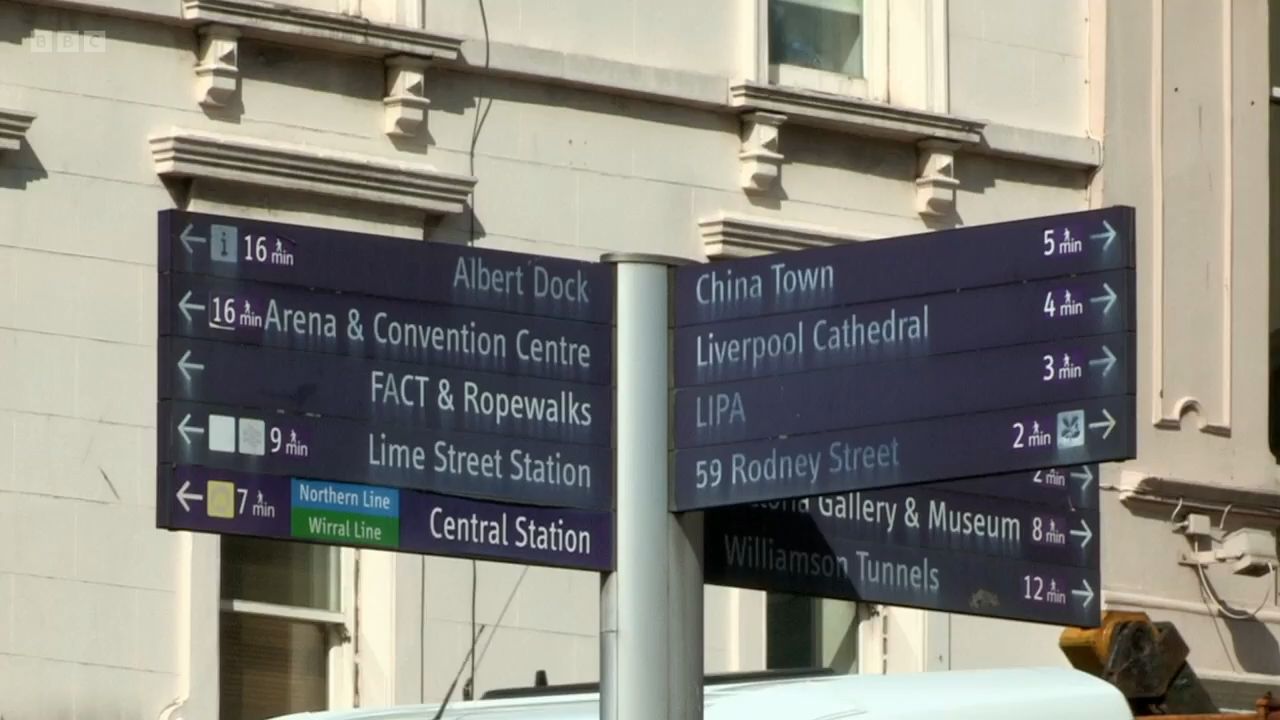 BBC
16 min Albert Dock
16 min Arena & Convention Centre
FACT & Ropewalks
9 min Lime Street Station
7 min Northern Line Wirral Line Central Station
China Town 5 min
Liverpool Cathedral 4 min
LIPA 3 min
59 Rodney Street 2 min
2 min
Gallery & Museum 8 min
Williamson Tunnels 12 min